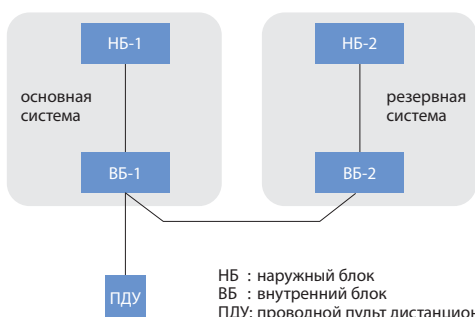 НБ-1
НБ-2
основная
система
резервная
система
ВБ-1
ВБ-2
ПДУ
НБ : наружный блок
ВБ : внутренний блок
ПДУ: проводной пульт